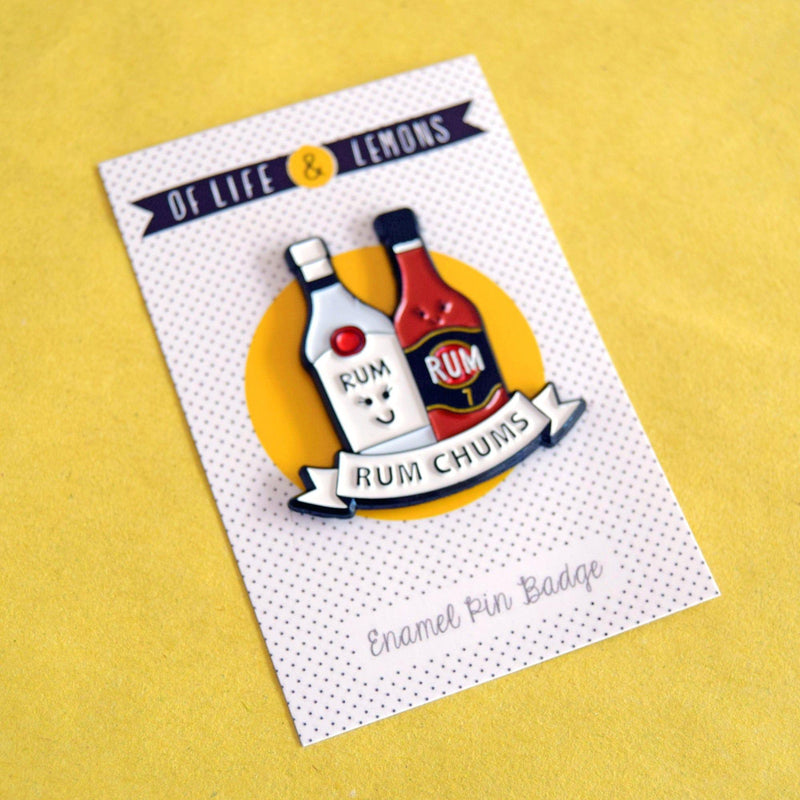 OF LIFE & LEMONS
RUM
RUM
7
RUM CHUMS
Enamel Pin Badge